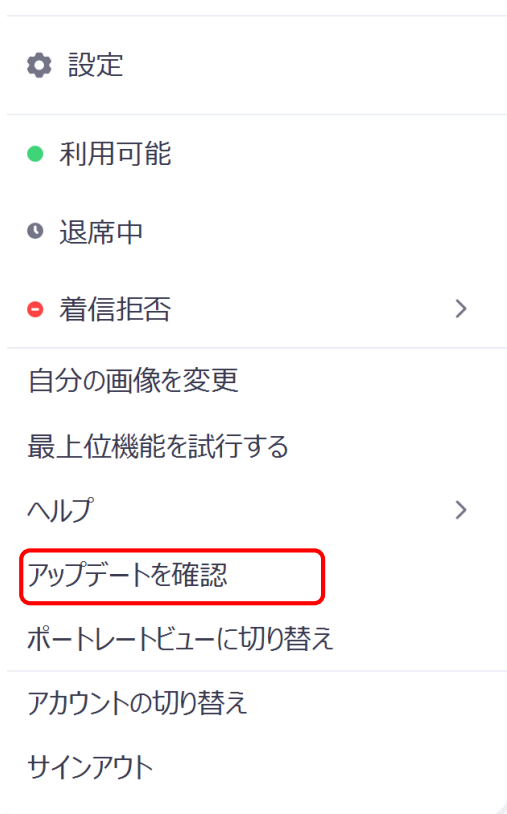 設定
利用可能
退席中
着信拒否
自分の画像を変更
最上位機能を試行する
ヘルプ
アップデートを確認
ポートレートビューに切り替え
アカウントの切り替え
サインアウト